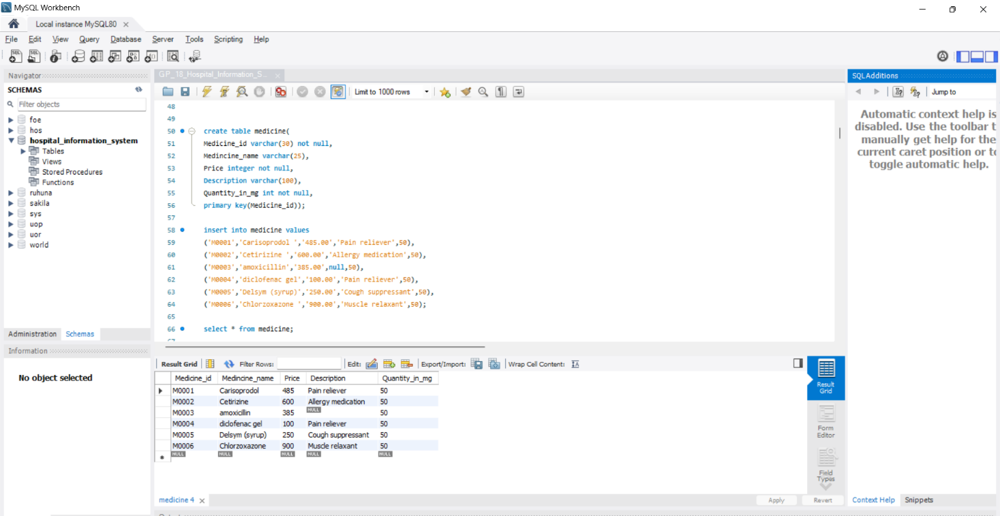 MySQL Workbench
Local instance MySQL80
File Edit View Query Database Server Tools Scripting Help
Navigator
SCHEMAS
Filter objects
foe
hos
hospital_information_system
Tables
Views
Stored Procedures
Functions
ruhuna
sakila
sys
uop
uor
world
Administration Schemas
Information
No object selected
GP_18_Hospital_Information_S...
Limit to 1000 rows
48
49
50 create table medicine(
51 Medicine_id varchar(30) not null,
52 Medincine_name varchar(25),
53 Price integer not null,
54 Description varchar(100),
55 Quantity_in_mg int not null,
56 primary key(Medicine_id));
57
58 insert into medicine values
59 ('M0001','Carisoprodol ','485.00','Pain reliever',50),
60 ('M0002','Cetirizine ','600.00','Allergy medication',50),
61 ('M0003','amoxicillin','385.00',null,50),
62 ('M0004','diclofenac gel','100.00','Pain reliever',50),
63 ('M0005','Delsym (syrup)','250.00','Cough suppressant',50),
64 ('M0006','Chlorzoxazone ','900.00','Muscle relaxant',50);
65
66 select * from medicine;
Result Grid Filter Rows: Edit: Export/Import: Wrap Cell Content:
Medicine_id Medincine_name Price Description Quantity_in_mg
M0001 Carisoprodol 485 Pain reliever 50
M0002 Cetirizine 600 Allergy medication 50
M0003 amoxicillin 385 NULL 50
M0004 diclofenac gel 100 Pain reliever 50
M0005 Delsym (syrup) 250 Cough suppressant 50
M0006 Chlorzoxazone 900 Muscle relaxant 50
NULL NULL NULL NULL NULL
Result
Grid
Form
Editor
Field
Types
medicine 4
Apply Revert
SQLAdditions
Jump to
Automatic context help is
disabled. Use the toolbar t
manually get help for the
current caret position or to
toggle automatic help.
Context Help Snippets